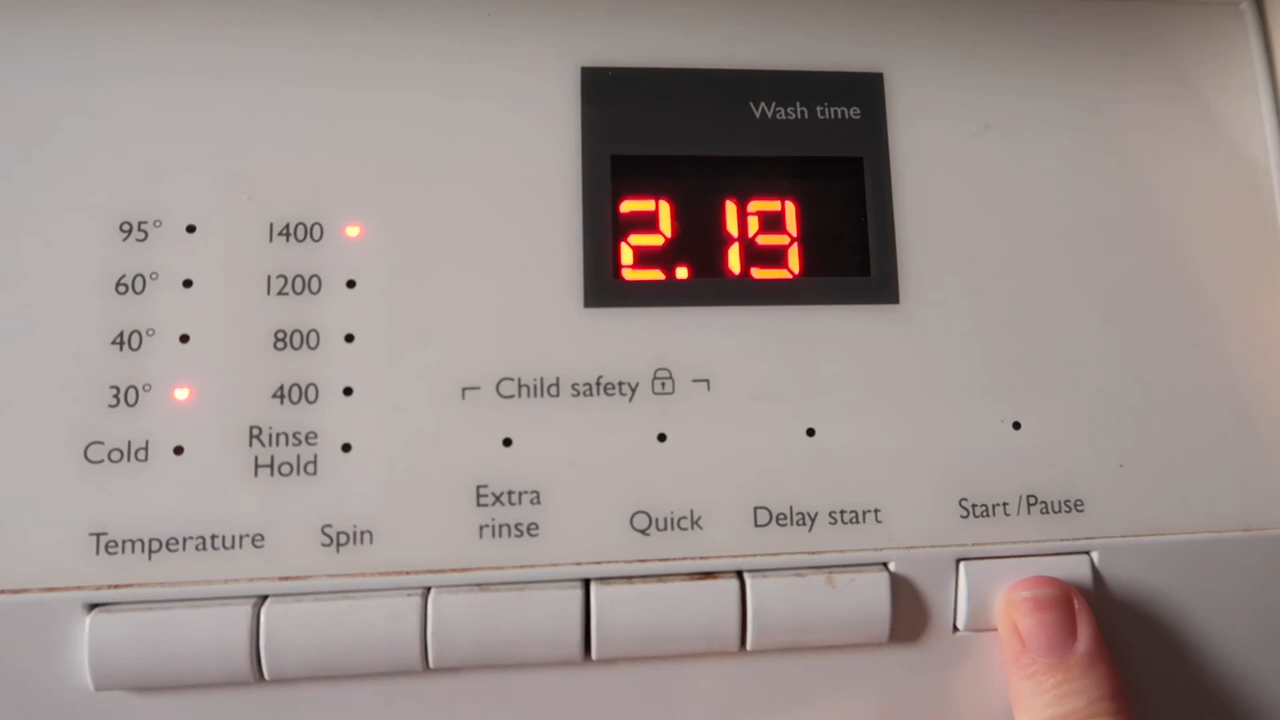 Wash time
2.19
95°
60°
40°
30°
Cold
Temperature
1400
1200
800
400
Rinse
Hold
Spin
Child safety
Extra
rinse
Quick
Delay start
Start/Pause